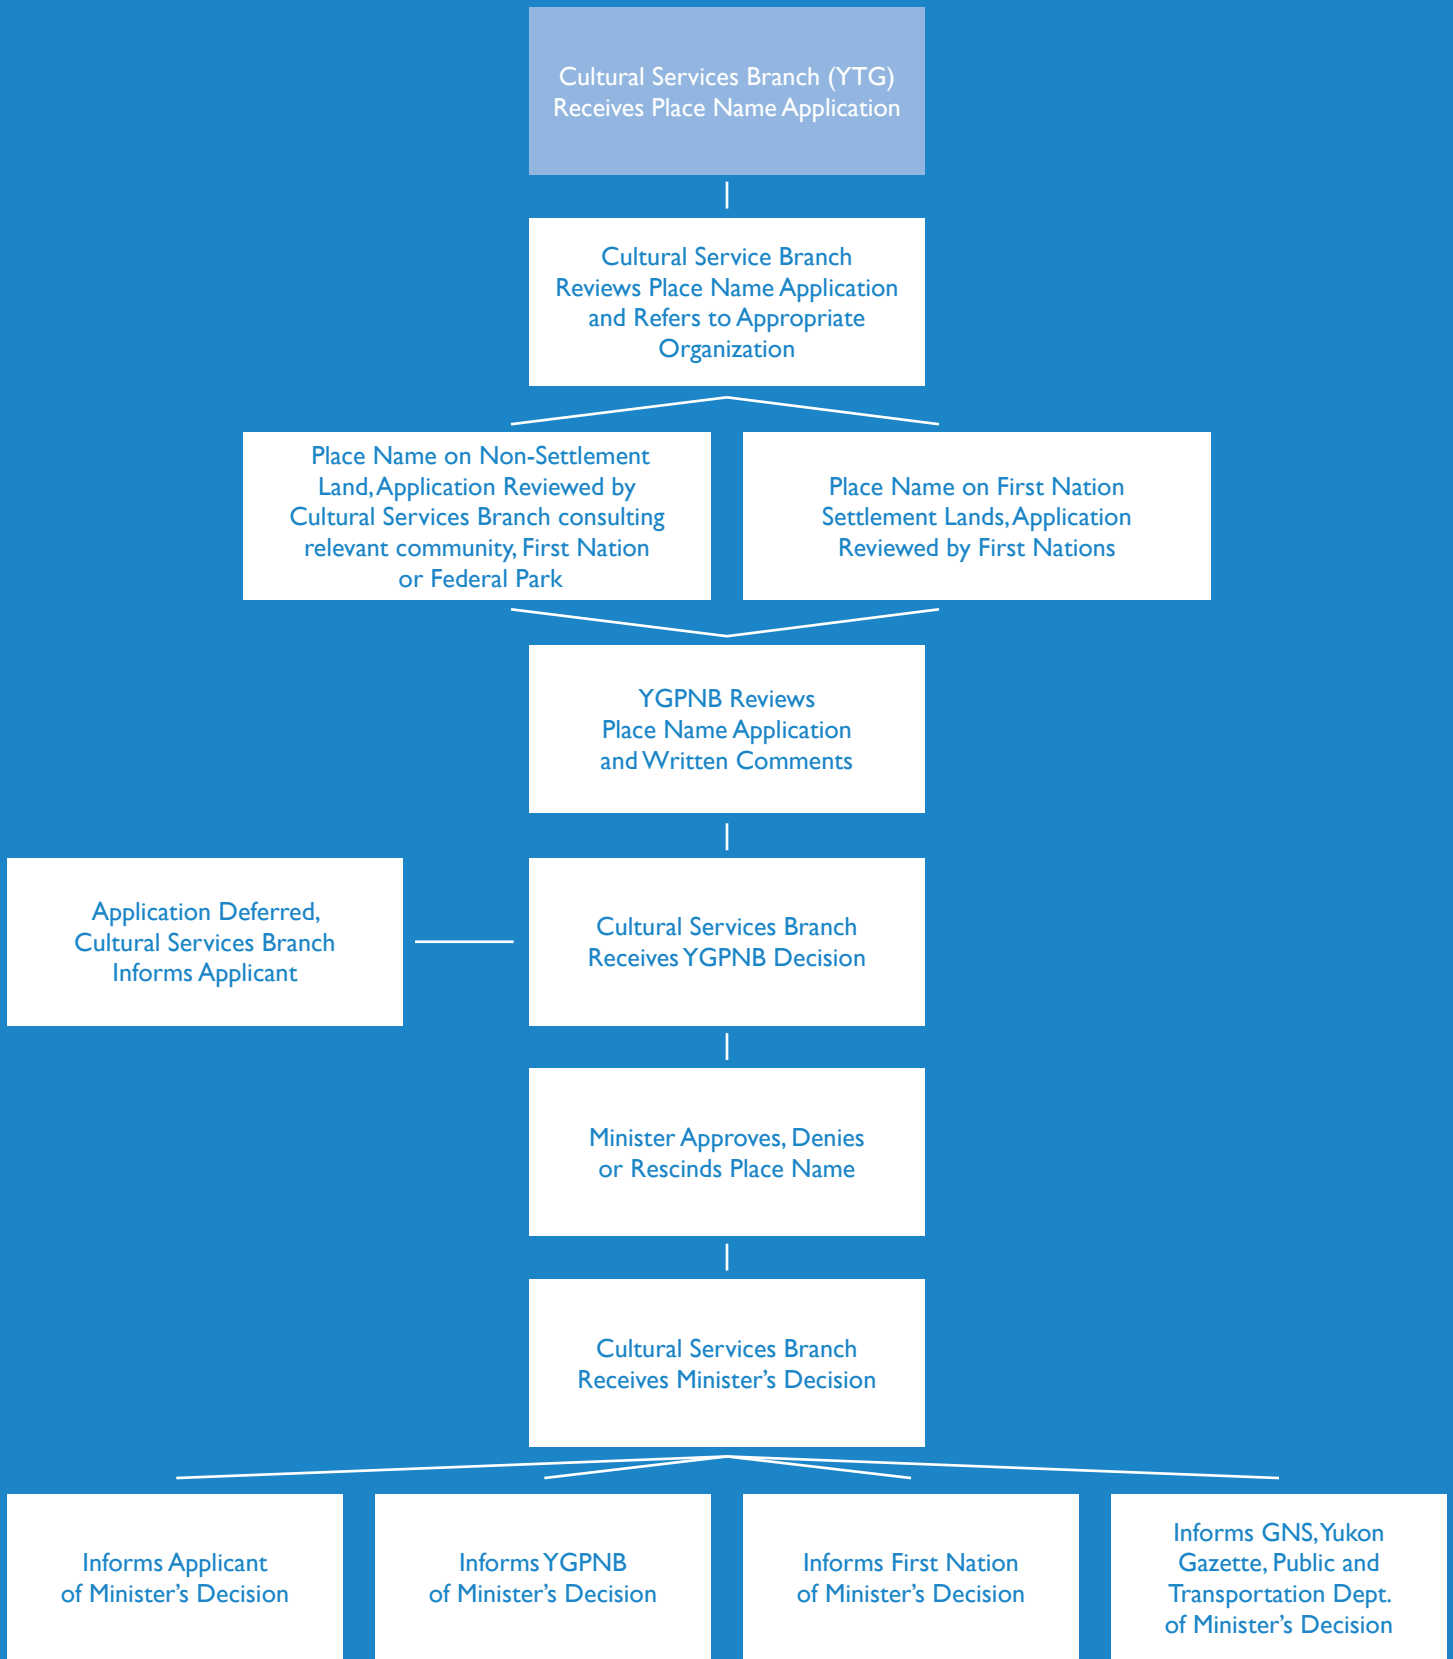 Cultural Services Branch (YTG)
Receives Place Name Application
Cultural Service Branch
Reviews Place Name Application
and Refers to Appropriate
Organization
Place Name on Non-Settlement
Land, Application Reviewed by
Cultural Services Branch consulting
relevant community, First Nation
or Federal Park
Place Name on First Nation
Settlement Lands, Application
Reviewed by First Nations
YGPNB Reviews
Place Name Application
and Written Comments
Application Deferred,
Cultural Services Branch
Informs Applicant
Cultural Services Branch
Receives YGPNB Decision
Minister Approves, Denies
or Rescinds Place Name
Cultural Services Branch
Receives Minister’s Decision
Informs Applicant
of Minister’s Decision
Informs YGPNB
of Minister’s Decision
Informs First Nation
of Minister’s Decision
Informs GNS, Yukon
Gazette, Public and
Transportation Dept.
of Minister’s Decision